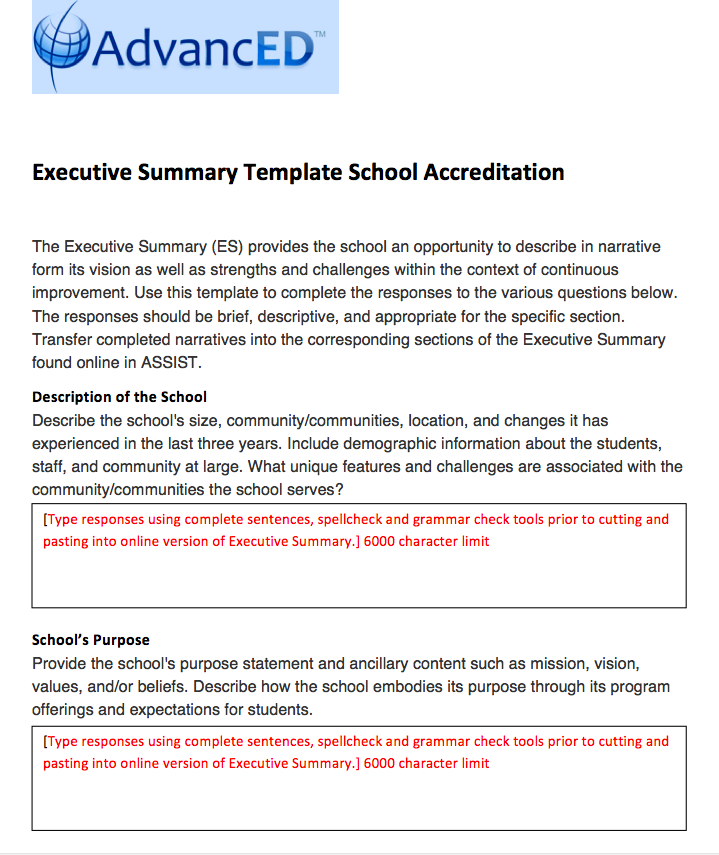 AdvancED™
Executive Summary Template School Accreditation
The Executive Summary (ES) provides the school an opportunity to describe in narrative
form its vision as well as strengths and challenges within the context of continuous
improvement. Use this template to complete the responses to the various questions below.
The responses should be brief, descriptive, and appropriate for the specific section.
Transfer completed narratives into the corresponding sections of the Executive Summary
found online in ASSIST.
Description of the School
Describe the school's size, community/communities, location, and changes it has
experienced in the last three years. Include demographic information about the students,
staff, and community at large. What unique features and challenges are associated with the
community/communities the school serves?
[Type responses using complete sentences, spellcheck and grammar check tools prior to cutting and
pasting into online version of Executive Summary.] 6000 character limit
School’s Purpose
Provide the school's purpose statement and ancillary content such as mission, vision,
values, and/or beliefs. Describe how the school embodies its purpose through its program
offerings and expectations for students.
[Type responses using complete sentences, spellcheck and grammar check tools prior to cutting and
pasting into online version of Executive Summary.] 6000 character limit